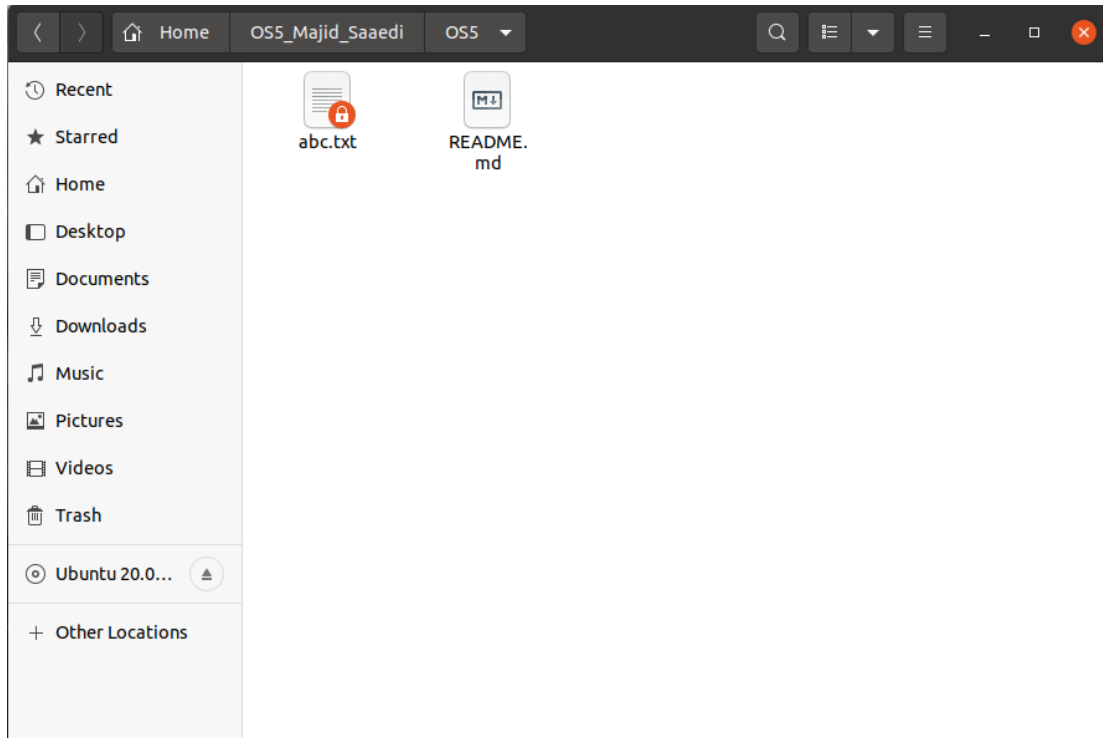 Home OS5_Majid_Saaedi OS5
Recent
Starred
Home
Desktop
Documents
Downloads
Music
Pictures
Videos
Trash
Ubuntu 20.0...
Other Locations
abc.txt
M
README.
md